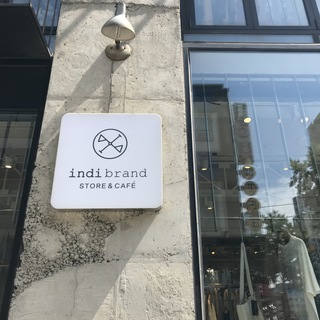 indi brand
STORE & CAFÉ